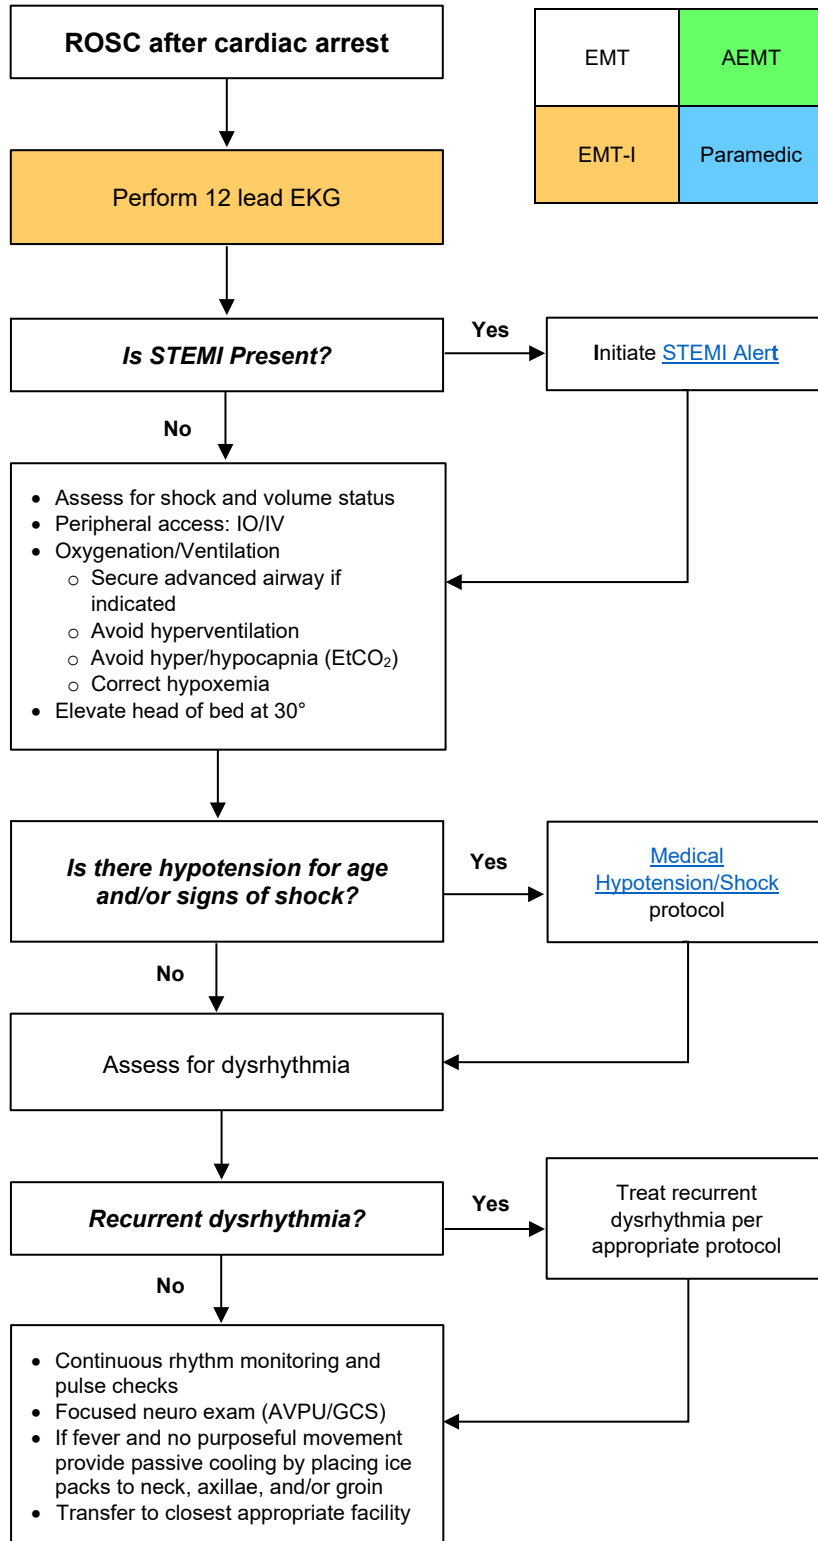 ROSC after cardiac arrest
EMT
AEMT
EMT-I
Paramedic
Perform 12 lead EKG
Is STEMI Present?
Yes
Initiate STEMI Alert
No
• Assess for shock and volume status
• Peripheral access: IO/IV
• Oxygenation/Ventilation
o Secure advanced airway if
indicated
o Avoid hyperventilation
o Avoid hyper/hypocapnia (EtCO₂)
o Correct hypoxemia
• Elevate head of bed at 30°
Is there hypotension for age
and/or signs of shock?
Yes
Medical
Hypotension/Shock
protocol
No
Assess for dysrhythmia
Recurrent dysrhythmia?
Yes
Treat recurrent
dysrhythmia per
appropriate protocol
No
• Continuous rhythm monitoring and
pulse checks
• Focused neuro exam (AVPU/GCS)
• If fever and no purposeful movement
provide passive cooling by placing ice
packs to neck, axillae, and/or groin
• Transfer to closest appropriate facility